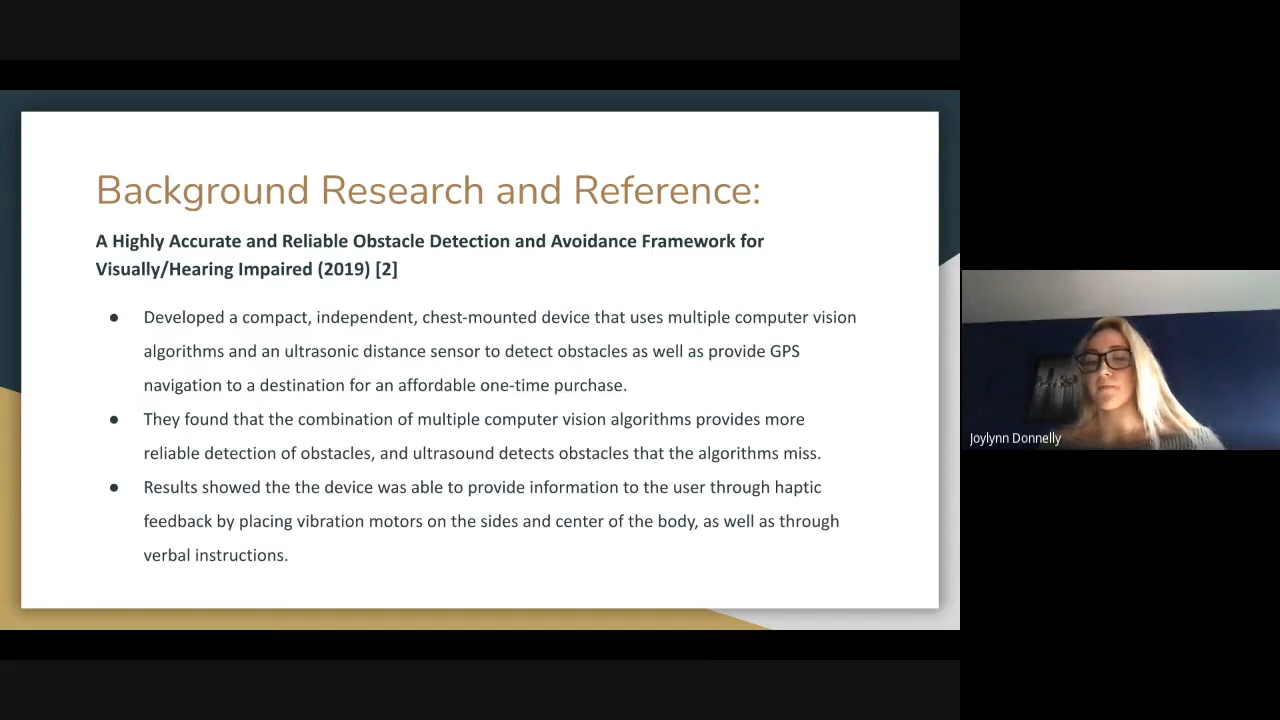 Background Research and Reference:
A Highly Accurate and Reliable Obstacle Detection and Avoidance Framework for
Visually/Hearing Impaired (2019) [2]
● Developed a compact, independent, chest-mounted device that uses multiple computer vision
algorithms and an ultrasonic distance sensor to detect obstacles as well as provide GPS
navigation to a destination for an affordable one-time purchase.
● They found that the combination of multiple computer vision algorithms provides more
reliable detection of obstacles, and ultrasound detects obstacles that the algorithms miss.
● Results showed the the device was able to provide information to the user through haptic
feedback by placing vibration motors on the sides and center of the body, as well as through
verbal instructions.
Joylynn Donnelly